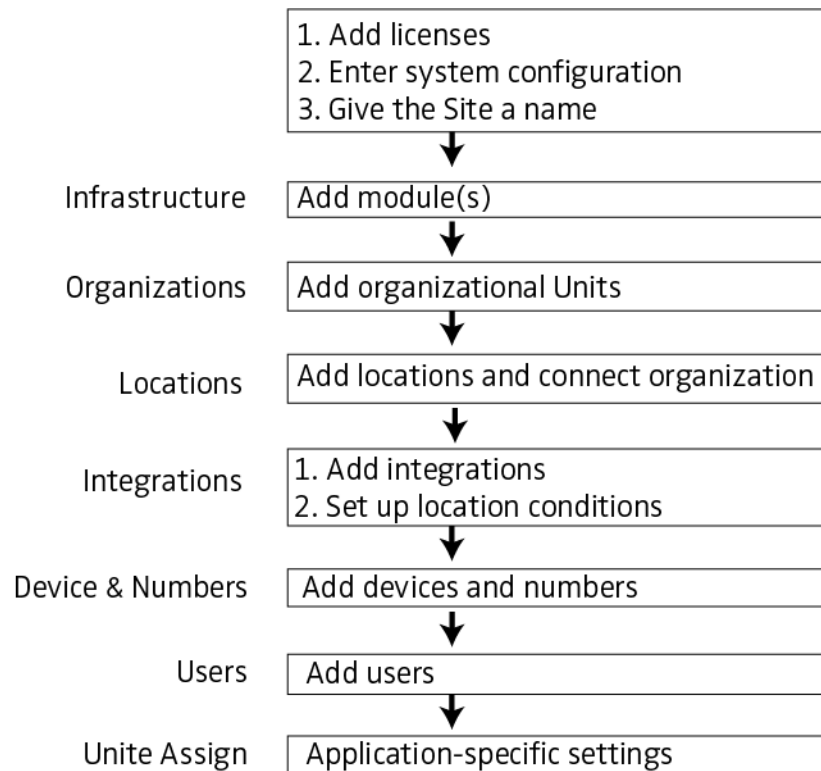 1. Add licenses
2. Enter system configuration
3. Give the Site a name
Infrastructure
Add module(s)
Organizations
Add organizational Units
Locations
Add locations and connect organization
Integrations
1. Add integrations
2. Set up location conditions
Device & Numbers
Add devices and numbers
Users
Add users
Unite Assign
Application-specific settings